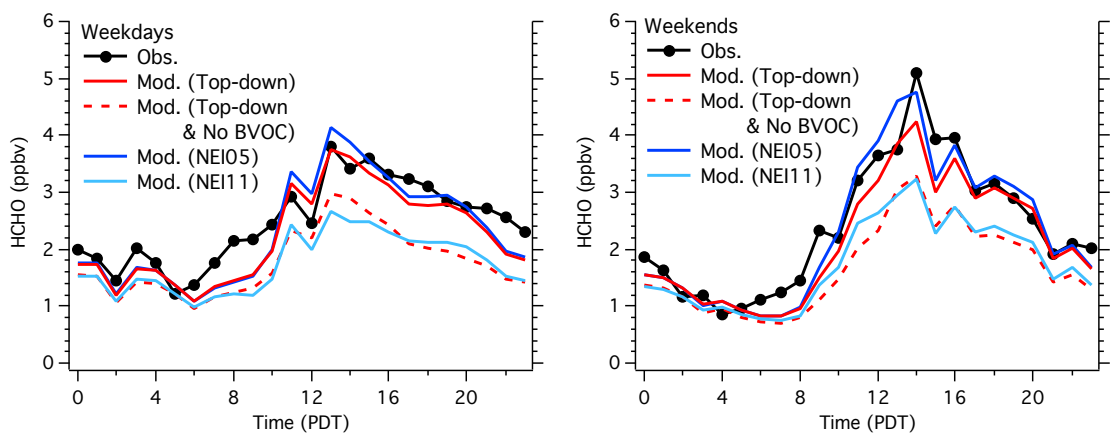 Weekdays
Obs.
Mod. (Top-down)
Mod. (Top-down
& No BVOC)
Mod. (NEI05)
Mod. (NEI11)
HCHO (ppbv)
6
5
4
3
2
1
0
0 4 8 12 16 20
Time (PDT)
Weekends
Obs.
Mod. (Top-down)
Mod. (Top-down
& No BVOC)
Mod. (NEI05)
Mod. (NEI11)
HCHO (ppbv)
6
5
4
3
2
1
0
0 4 8 12 16 20
Time (PDT)